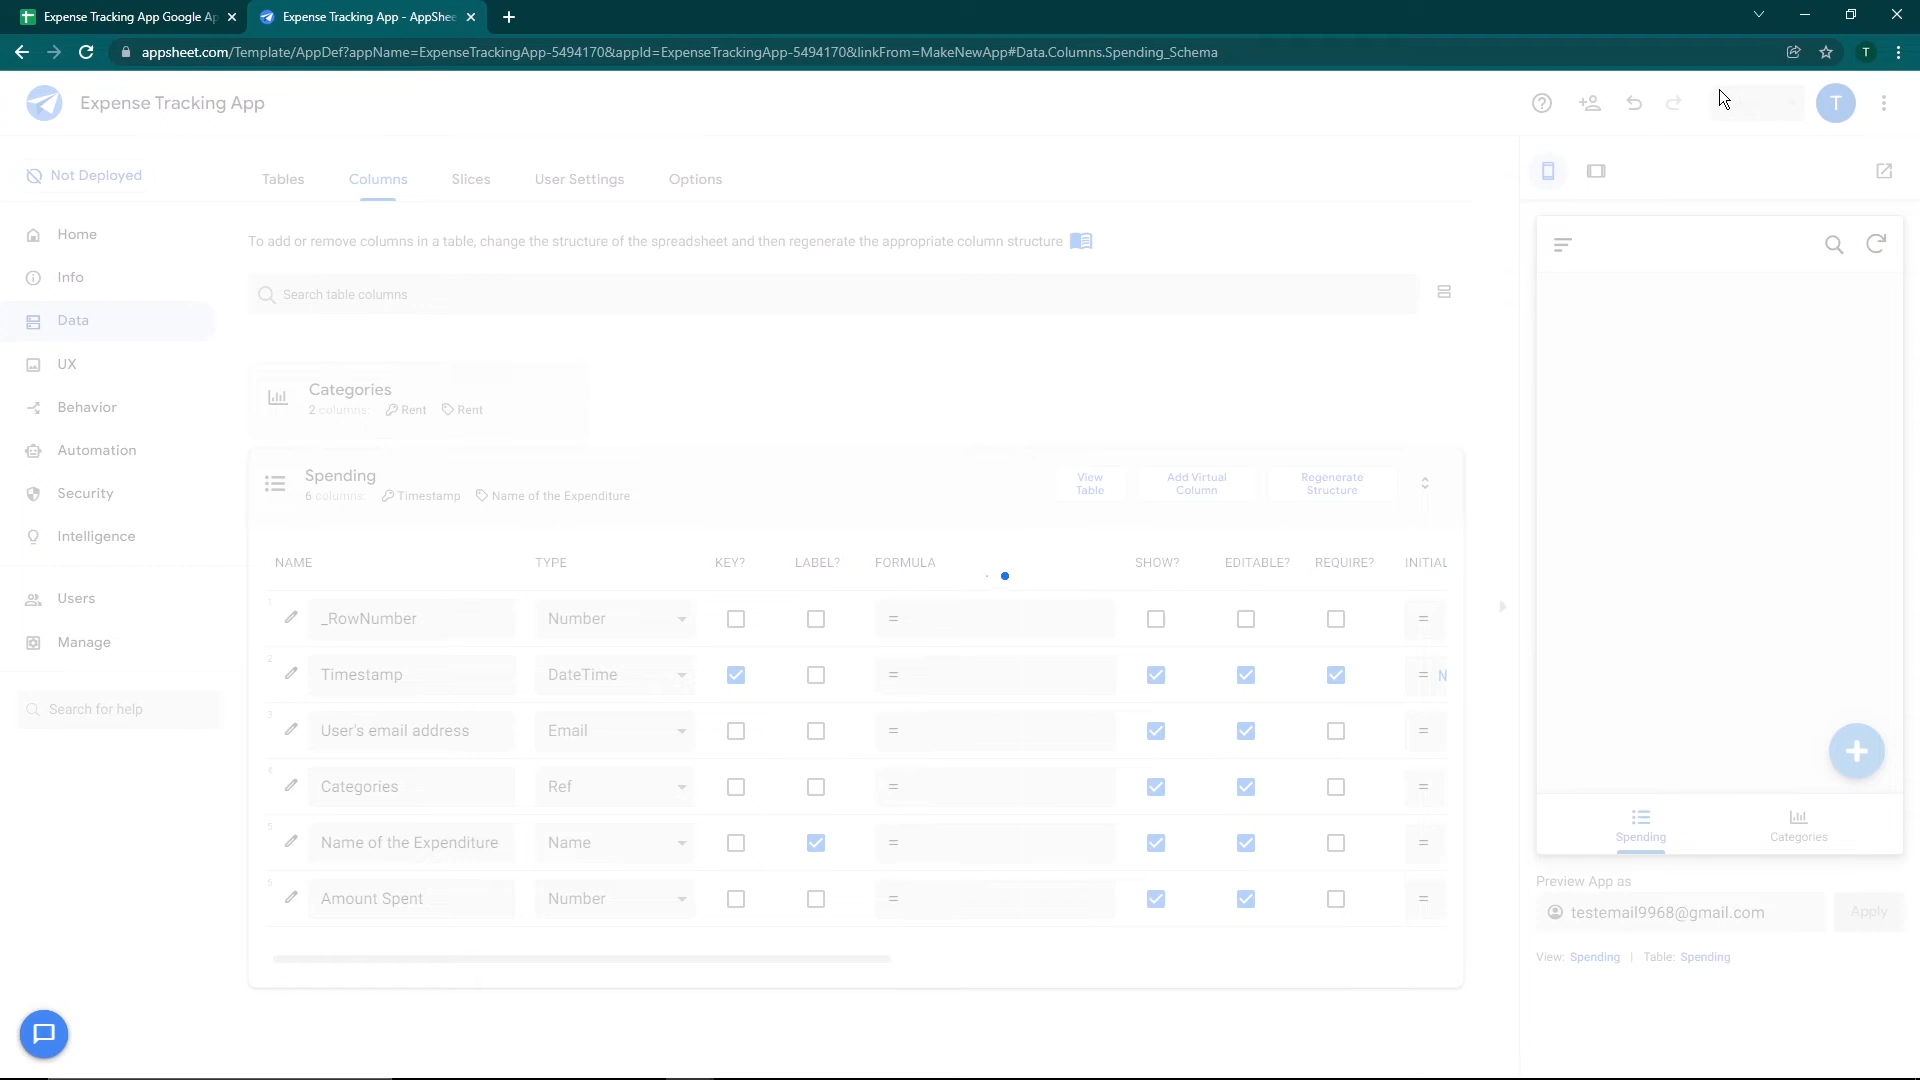 Expense Tracking App Google Ap
Expense Tracking App - AppShee
appsheet.com/Template/AppDef?appName=ExpenseTrackingApp-5494170&appId=ExpenseTrackingApp-5494170&linkFrom=MakeNewApp#Data.Columns.Spending_Schema
T
Expense Tracking App
T
Not Deployed
Tables Columns Slices User Settings Options
Home
To add or remove columns in a table, change the structure of the spreadsheet and then regenerate the appropriate column structure
Info
Search table columns
Data
UX
Categories
2 columns: Rent Rent
Behavior
Automation
Spending
6 columns: Timestamp Name of the Expenditure
View Table
Add Virtual Column
Regenerate Structure
Security
Intelligence
NAME TYPE KEY? LABEL? FORMULA SHOW? EDITABLE? REQUIRE? INITIAL
Users
1 _RowNumber Number = =
Manage
2 Timestamp DateTime = = N
Search for help
3 User's email address Email = =
4 Categories Ref = =
5 Name of the Expenditure Name = =
6 Amount Spent Number = =
Spending Categories
Preview App as
testemail9968@gmail.com Apply
View: Spending | Table: Spending